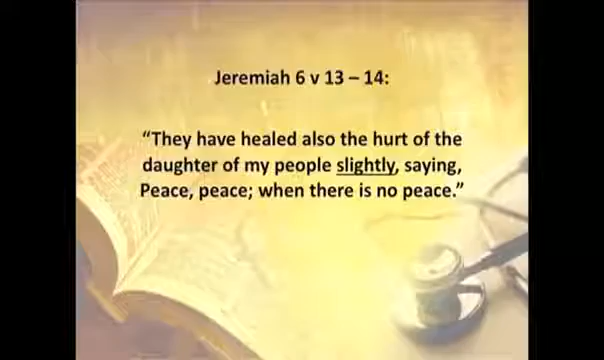 Jeremiah 6 v 13 – 14:
“They have healed also the hurt of the
daughter of my people slightly, saying,
Peace, peace; when there is no peace.”